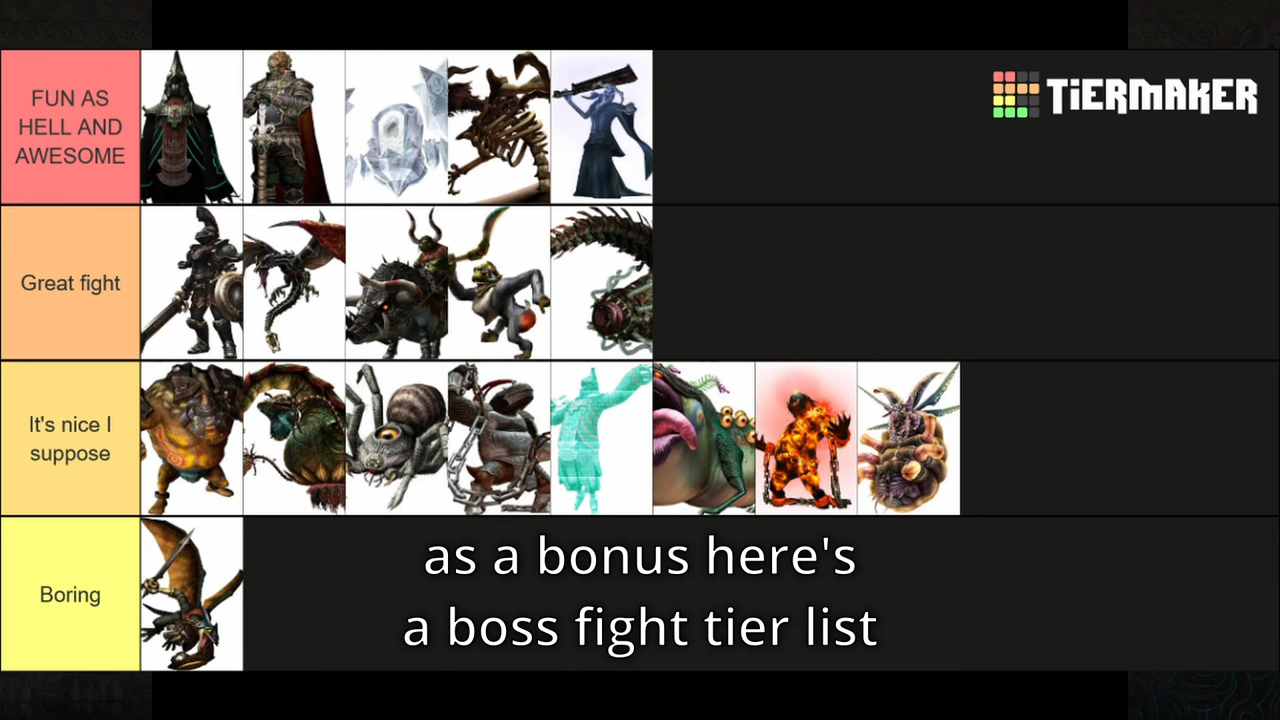 FUN AS
HELL AND
AWESOME
TiERMAKER
Great fight
It's nice I
suppose
Boring
as a bonus here's
a boss fight tier list